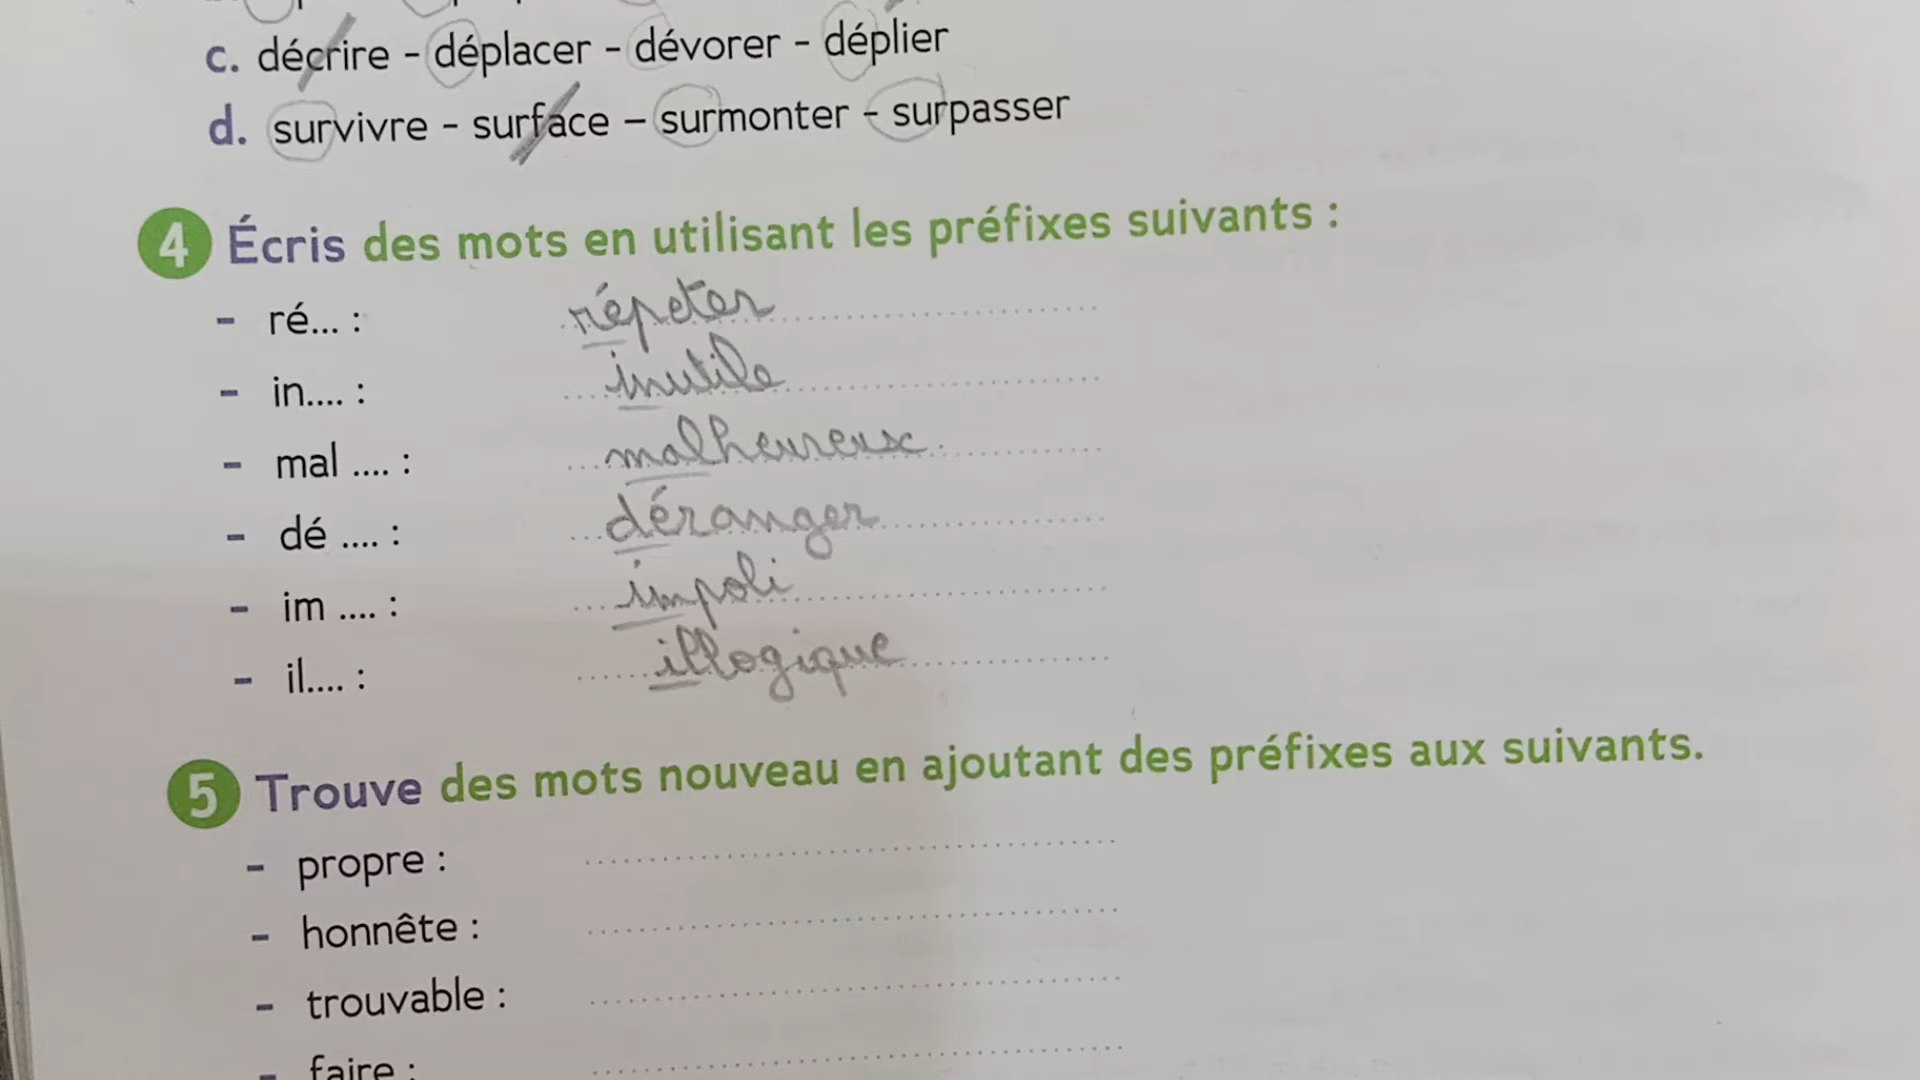 c. décrire - déplacer - dévorer - déplier
d. survivre - surface – surmonter - surpasser
4 Écris des mots en utilisant les préfixes suivants :
- ré... : répeter
- in.... : inutile
- mal .... : malheureux
- dé .... : déranger
- im .... : impoli
- il.... : illogique
5 Trouve des mots nouveau en ajoutant des préfixes aux suivants.
- propre :
- honnête :
- trouvable :
- faire :